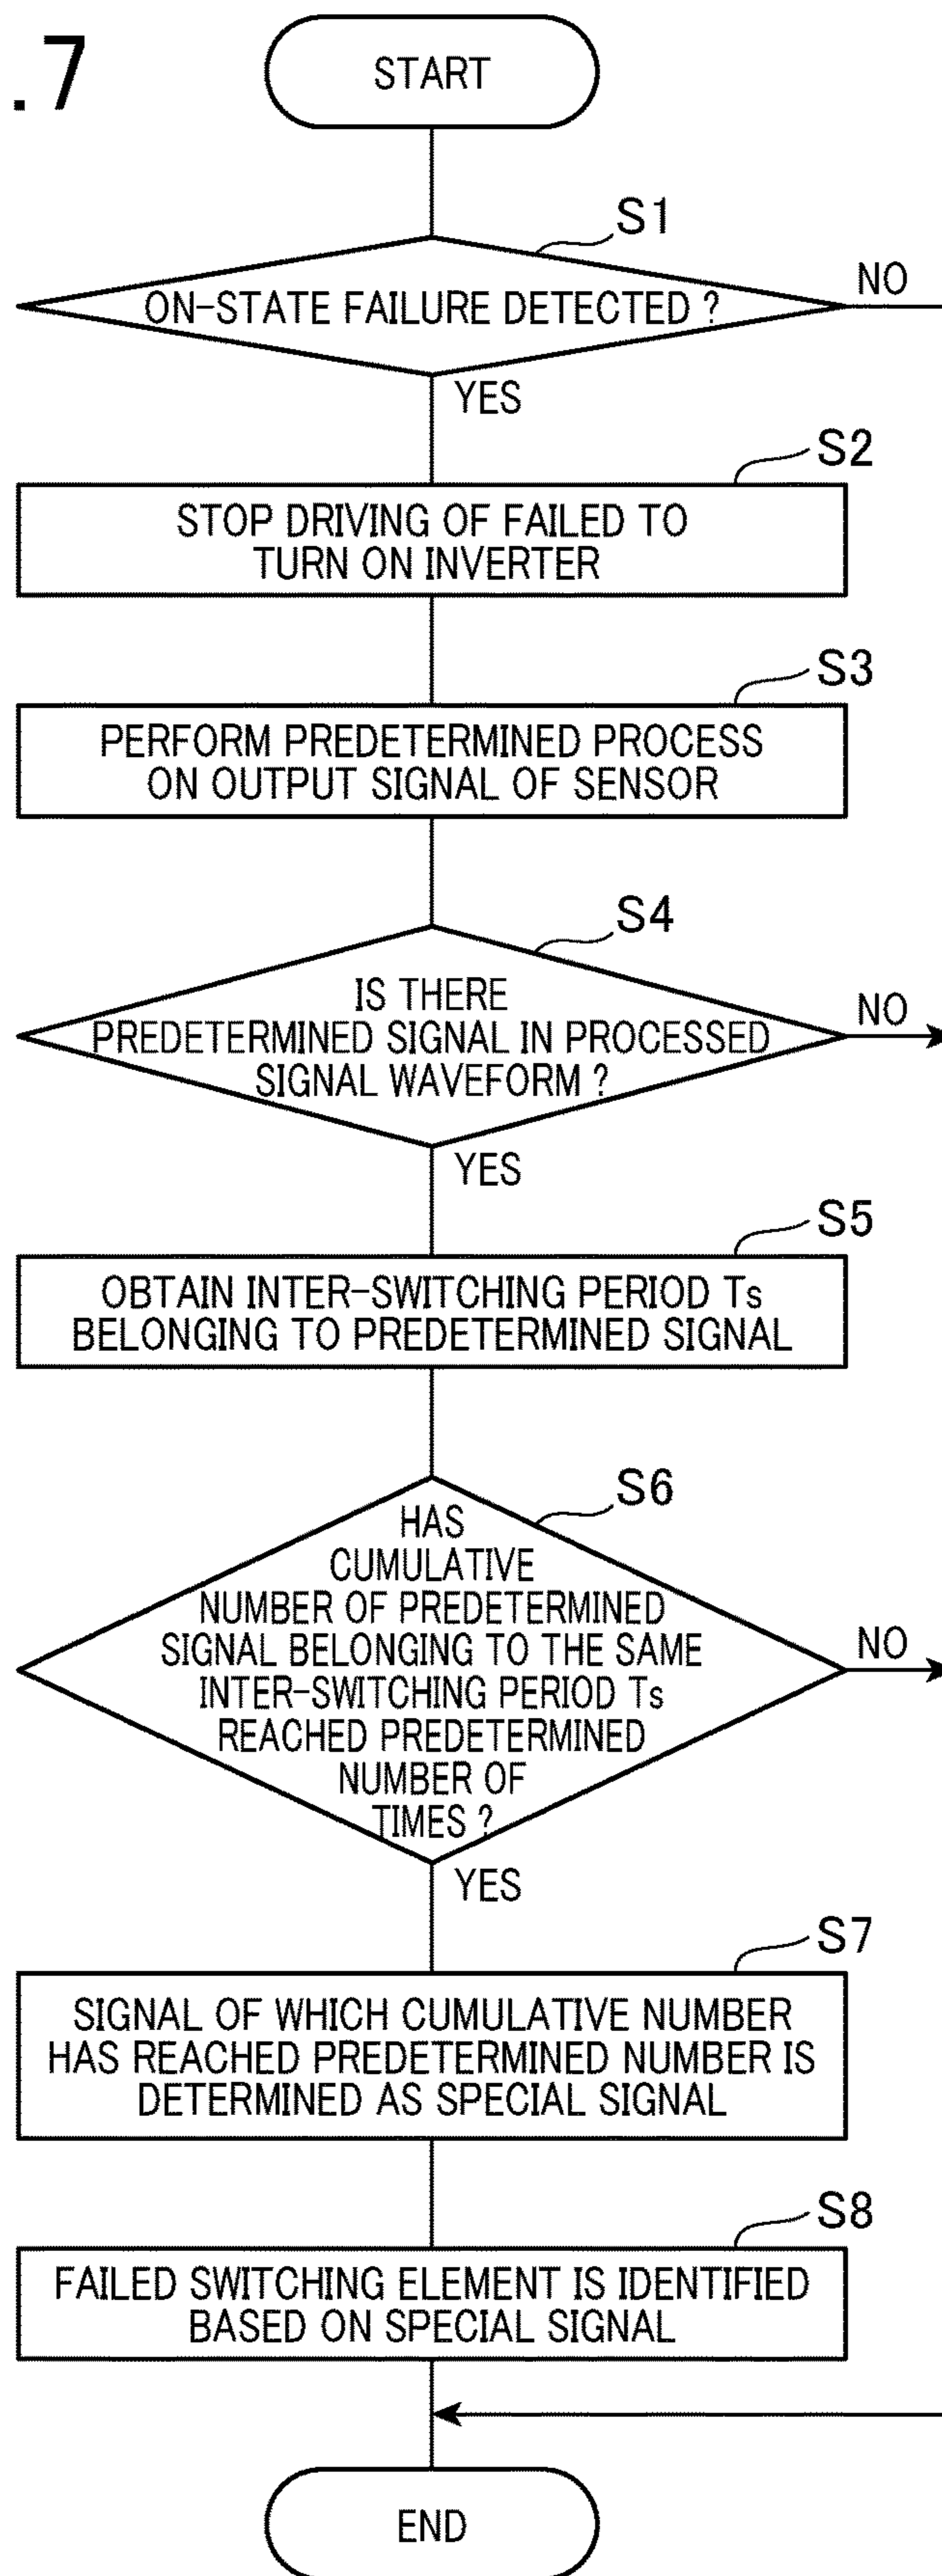 .7
START
S1
ON-STATE FAILURE DETECTED ?
NO
YES
S2
STOP DRIVING OF FAILED TO
TURN ON INVERTER
S3
PERFORM PREDETERMINED PROCESS
ON OUTPUT SIGNAL OF SENSOR
S4
IS THERE
PREDETERMINED SIGNAL IN PROCESSED
SIGNAL WAVEFORM ?
NO
YES
S5
OBTAIN INTER-SWITCHING PERIOD Ts
BELONGING TO PREDETERMINED SIGNAL
S6
HAS
CUMULATIVE
NUMBER OF PREDETERMINED
SIGNAL BELONGING TO THE SAME
INTER-SWITCHING PERIOD Ts
REACHED PREDETERMINED
NUMBER OF
TIMES ?
NO
YES
S7
SIGNAL OF WHICH CUMULATIVE NUMBER
HAS REACHED PREDETERMINED NUMBER IS
DETERMINED AS SPECIAL SIGNAL
S8
FAILED SWITCHING ELEMENT IS IDENTIFIED
BASED ON SPECIAL SIGNAL
END